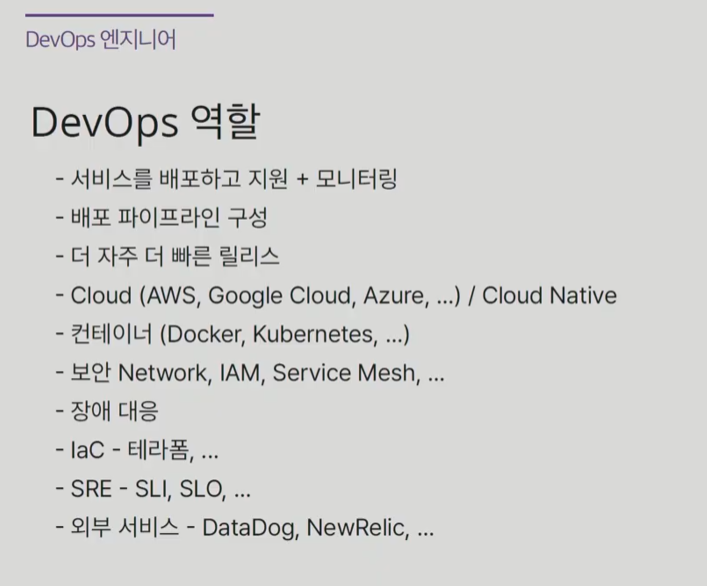 DevOps 엔지니어
DevOps 역할
- 서비스를 배포하고 지원 + 모니터링
- 배포 파이프라인 구성
- 더 자주 더 빠른 릴리스
- Cloud (AWS, Google Cloud, Azure, ...) / Cloud Native
- 컨테이너 (Docker, Kubernetes, ...)
- 보안 Network, IAM, Service Mesh, ...
- 장애 대응
- IaC - 테라폼, ...
- SRE - SLI, SLO, ...
- 외부 서비스 - DataDog, NewRelic, ...